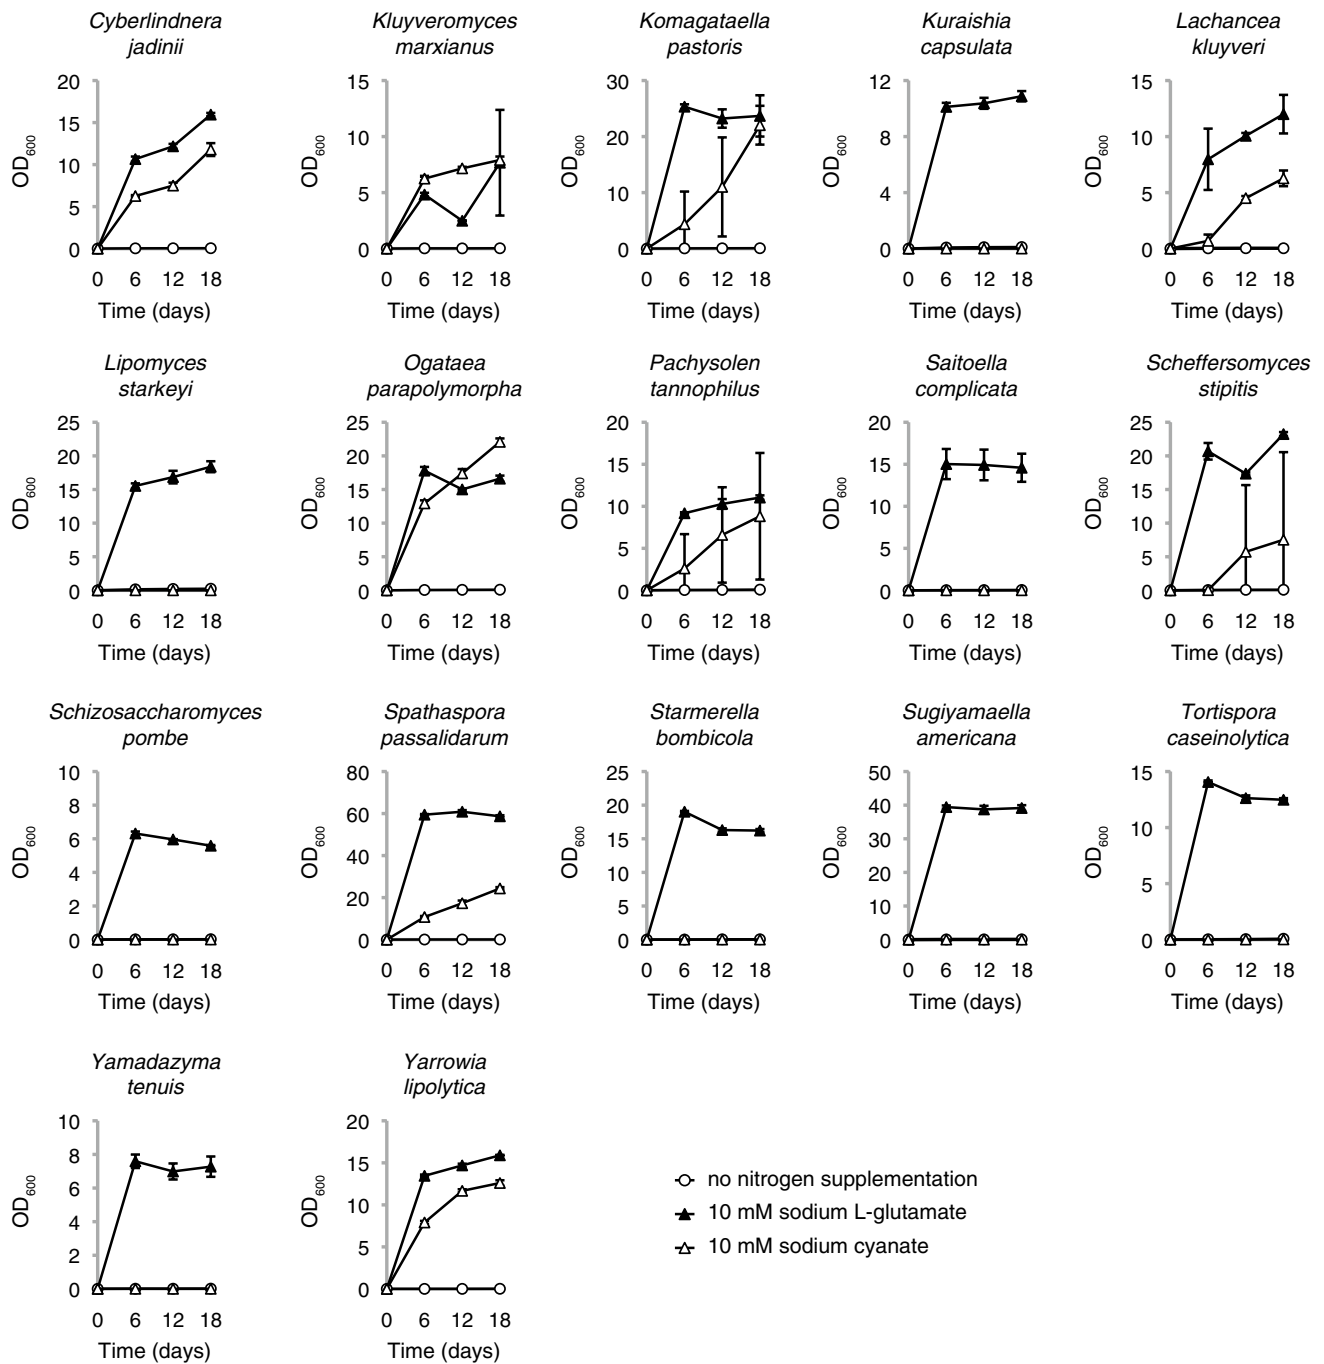 Cyberlindnera
jadinii
20
15
10
5
0
OD600
0 6 12 18
Time (days)
Kluyveromyces
marxianus
15
10
5
0
OD600
0 6 12 18
Time (days)
Komagataella
pastoris
30
20
10
0
OD600
0 6 12 18
Time (days)
Kuraishia
capsulata
12
8
4
0
OD600
0 6 12 18
Time (days)
Lachancea
kluyveri
20
15
10
5
0
OD600
0 6 12 18
Time (days)
Lipomyces
starkeyi
25
20
15
10
5
0
OD600
0 6 12 18
Time (days)
Ogataea
parapolymorpha
25
20
15
10
5
0
OD600
0 6 12 18
Time (days)
Pachysolen
tannophilus
20
15
10
5
0
OD600
0 6 12 18
Time (days)
Saitoella
complicata
20
15
10
5
0
OD600
0 6 12 18
Time (days)
Scheffersomyces
stipitis
25
20
15
10
5
0
OD600
0 6 12 18
Time (days)
Schizosaccharomyces
pombe
10
8
6
4
2
0
OD600
0 6 12 18
Time (days)
Spathaspora
passalidarum
80
60
40
20
0
OD600
0 6 12 18
Time (days)
Starmerella
bombicola
25
20
15
10
5
0
OD600
0 6 12 18
Time (days)
Sugiyamaella
americana
50
40
30
20
10
0
OD600
0 6 12 18
Time (days)
Tortispora
caseinolytica
15
10
5
0
OD600
0 6 12 18
Time (days)
Yamadazyma
tenuis
10
8
6
4
2
0
OD600
0 6 12 18
Time (days)
Yarrowia
lipolytica
20
15
10
5
0
OD600
0 6 12 18
Time (days)
no nitrogen supplementation
10 mM sodium L-glutamate
10 mM sodium cyanate